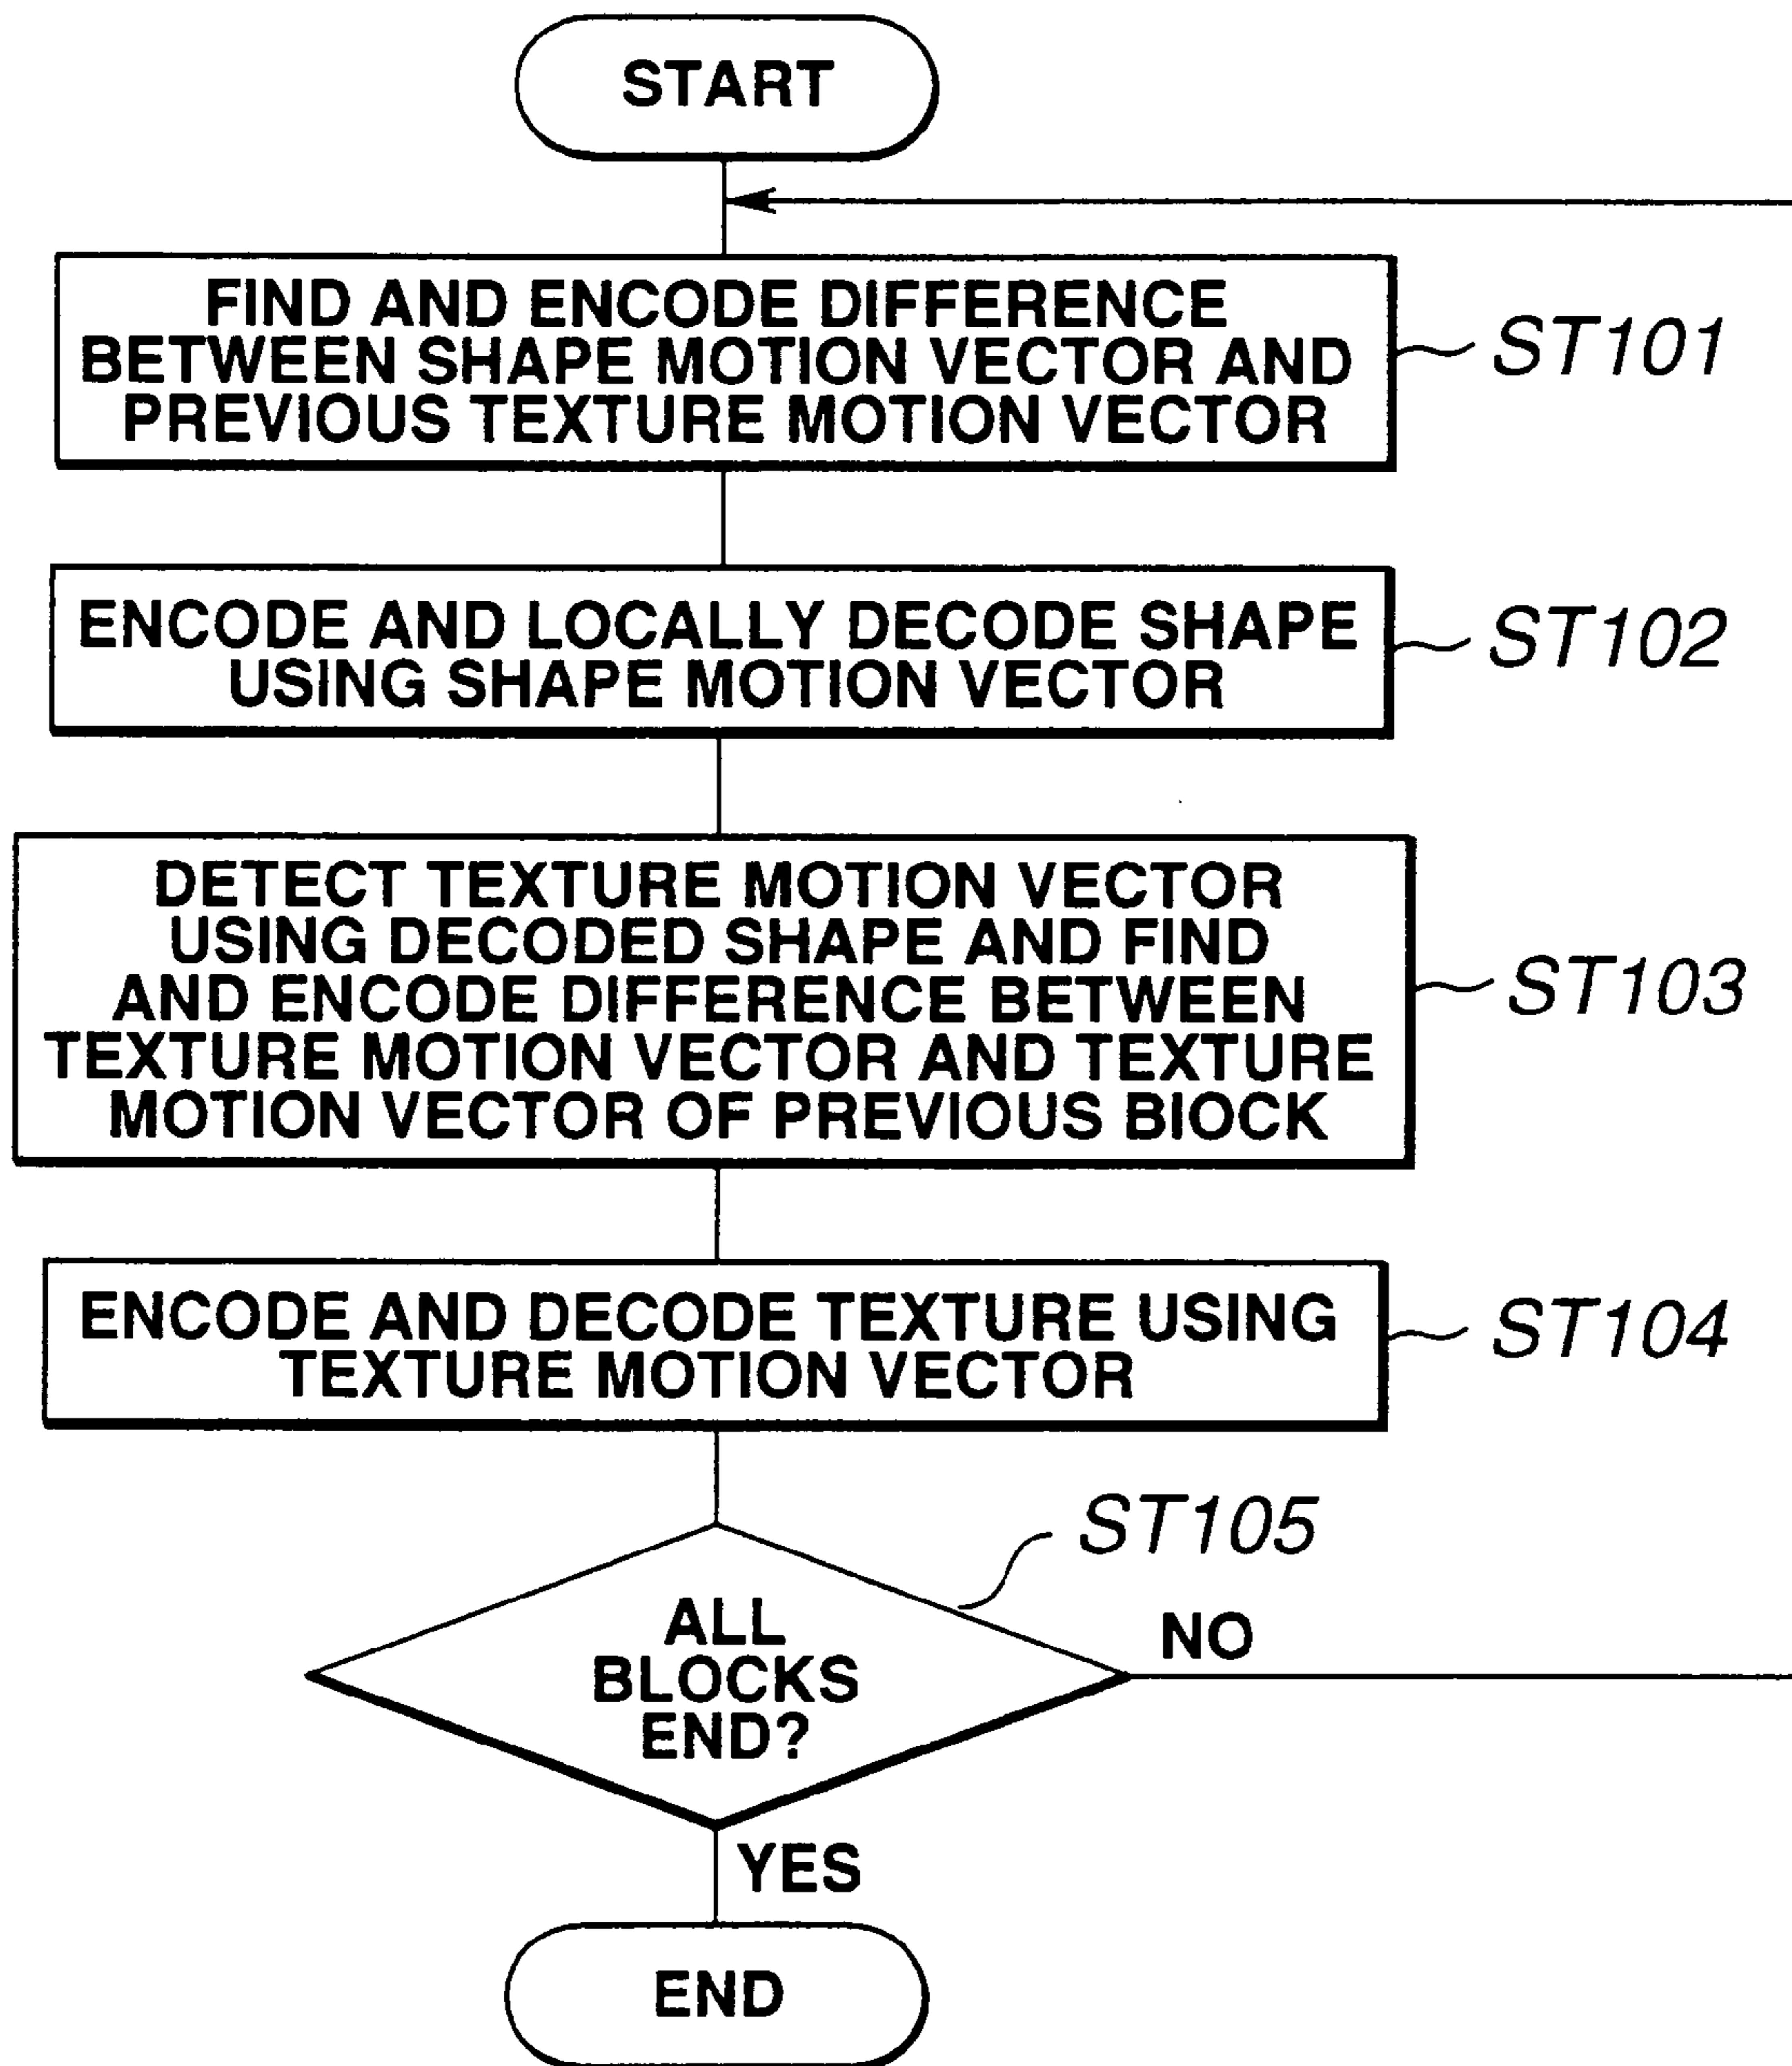 START
FIND AND ENCODE DIFFERENCE
BETWEEN SHAPE MOTION VECTOR AND
PREVIOUS TEXTURE MOTION VECTOR
ST101
ENCODE AND LOCALLY DECODE SHAPE
USING SHAPE MOTION VECTOR
ST102
DETECT TEXTURE MOTION VECTOR
USING DECODED SHAPE AND FIND
AND ENCODE DIFFERENCE BETWEEN
TEXTURE MOTION VECTOR AND TEXTURE
MOTION VECTOR OF PREVIOUS BIOCK
ST103
ENCODE AND DECODE TEXTURE USING
TEXTURE MOTION VECTOR
ST104
ST105
ALL
BLOCKS
END?
NO
YES
END